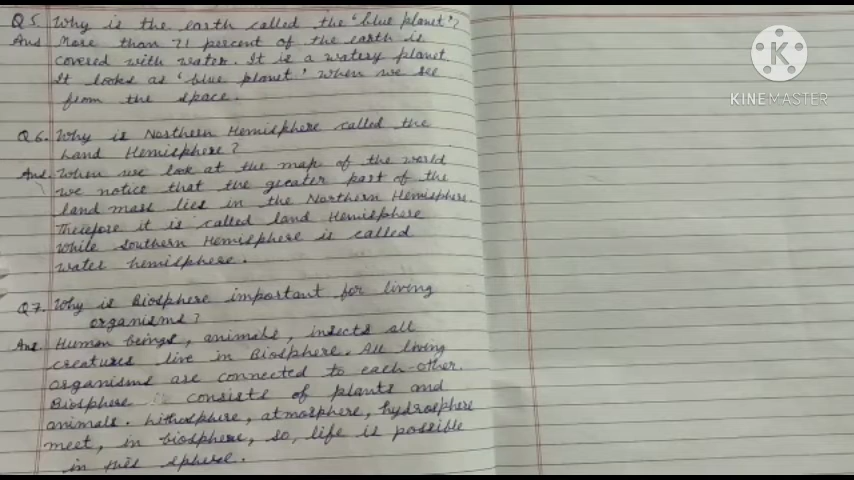 Q5. Why is the earth called the 'blue planet'?
Ans More than 71 percent of the earth is
covered with water. It is a watery planet.
It looks as 'blue planet' when we see
from the space.
Q6. Why is Northern Hemisphere called the
Land Hemisphere?
Ans. When we look at the map of the world
we notice that the greater part of the
land mass lies in the Northern Hemisphere.
Therefore it is called land Hemisphere
while Southern Hemisphere is called
water hemisphere.
Q7. Why is Biosphere important for living
organisms?
Ans. Human beings, animals, insects all
creatures live in Biosphere. All living
organisms are connected to each-other.
Biosphere consists of plants and
animals. Lithosphere, atmosphere, hydrosphere
meet, in biosphere, so, life is possible
in this sphere.
KINEMASTER